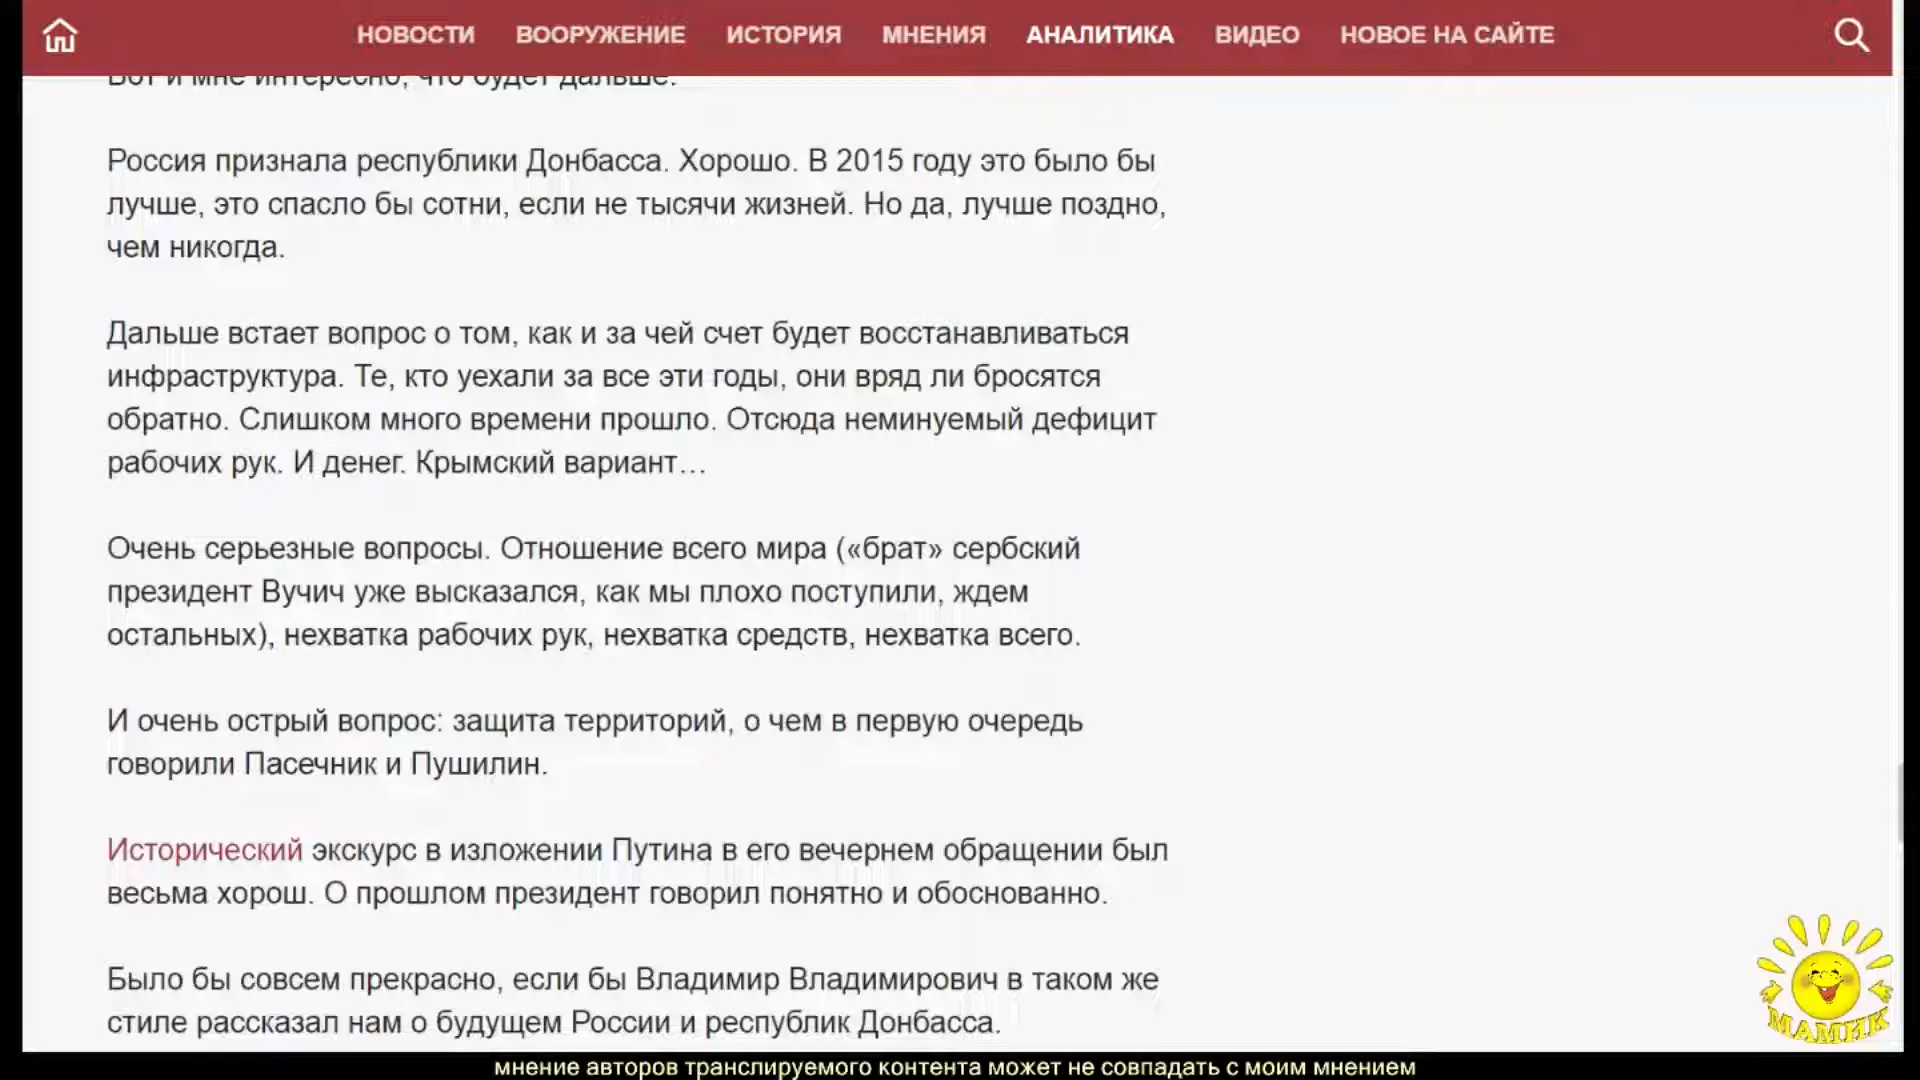 НОВОСТИ ВООРУЖЕНИЕ ИСТОРИЯ МНЕНИЯ АНАЛИТИКА ВИДЕО НОВОЕ НА САЙТЕ
Вот и мне интересно, что будет дальше.
Россия признала республики Донбасса. Хорошо. В 2015 году это было бы
лучше, это спасло бы сотни, если не тысячи жизней. Но да, лучше поздно,
чем никогда.
Дальше встает вопрос о том, как и за чей счет будет восстанавливаться
инфраструктура. Те, кто уехали за все эти годы, они вряд ли бросятся
обратно. Слишком много времени прошло. Отсюда неминуемый дефицит
рабочих рук. И денег. Крымский вариант…
Очень серьезные вопросы. Отношение всего мира («брат» сербский
президент Вучич уже высказался, как мы плохо поступили, ждем
остальных), нехватка рабочих рук, нехватка средств, нехватка всего.
И очень острый вопрос: защита территорий, о чем в первую очередь
говорили Пасечник и Пушилин.
Исторический экскурс в изложении Путина в его вечернем обращении был
весьма хорош. О прошлом президент говорил понятно и обоснованно.
Было бы совсем прекрасно, если бы Владимир Владимирович в таком же
стиле рассказал нам о будущем России и республик Донбасса.
МАМИК
мнение авторов транслируемого контента может не совпадать с моим мнением